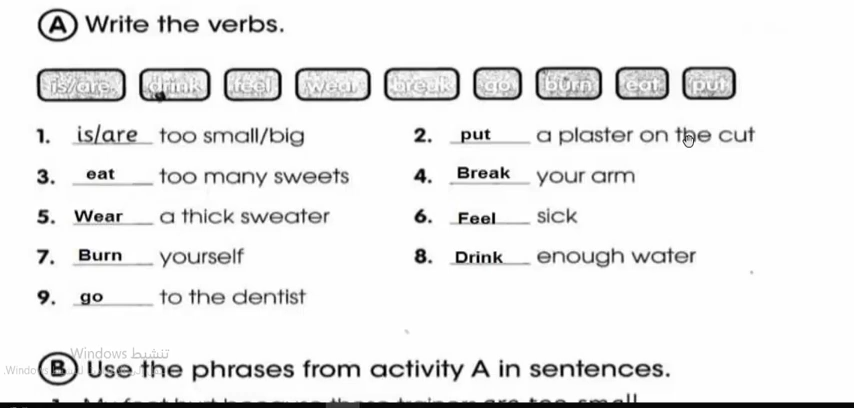 A Write the verbs.
is/are drink feel wear break go burn eat put
1. is/are too small/big 2. put a plaster on the cut
3. eat too many sweets 4. Break your arm
5. Wear a thick sweater 6. Feel sick
7. Burn yourself 8. Drink enough water
9. go to the dentist
تنشيط Windows
B Use the phrases from activity A in sentences.